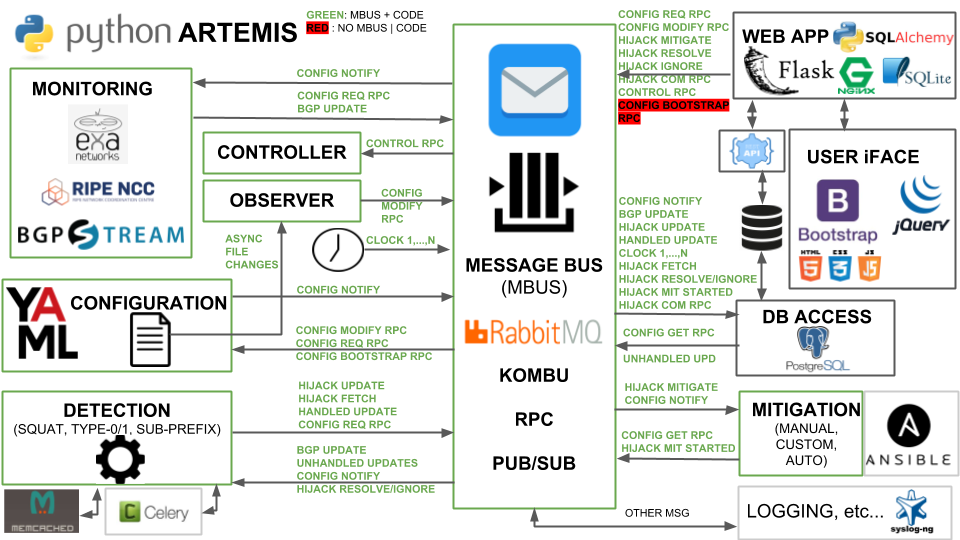 python ARTEMIS
GREEN: MBUS + CODE
RED : NO MBUS | CODE
MONITORING
exa
networks
RIPE NCC
RIPE NETWORK COORDINATION CENTRE
BGP STREAM
CONFIG NOTIFY
CONFIG REQ RPC
BGP UPDATE
CONTROLLER
CONTROL RPC
OBSERVER
CONFIG
MODIFY
RPC
ASYNC
FILE
CHANGES
CLOCK 1,...,N
YAML
CONFIGURATION
CONFIG NOTIFY
CONFIG MODIFY RPC
CONFIG REQ RPC
CONFIG BOOTSTRAP RPC
DETECTION
(SQUAT, TYPE-0/1, SUB-PREFIX)
HIJACK UPDATE
HIJACK FETCH
HANDLED UPDATE
CONFIG REQ RPC
BGP UPDATE
UNHANDLED UPDATES
CONFIG NOTIFY
HIJACK RESOLVE/IGNORE
MEMCACHED
Celery
MESSAGE BUS
(MBUS)
RabbitMQ
KOMBU
RPC
PUB/SUB
CONFIG REQ RPC
CONFIG MODIFY RPC
HIJACK MITIGATE
HIJACK RESOLVE
HIJACK IGNORE
HIJACK COM RPC
CONTROL RPC
CONFIG BOOTSTRAP
RPC
WEB APP
SQLAlchemy
Flask
NGINX
SQLite
API
USER iFACE
B
Bootstrap
jQuery
HTML
5
CSS
3
JS
JS
CONFIG NOTIFY
BGP UPDATE
HIJACK UPDATE
HANDLED UPDATE
CLOCK 1,...,N
HIJACK FETCH
HIJACK RESOLVE/IGNORE
HIJACK MIT STARTED
HIJACK COM RPC
CONFIG GET RPC
UNHANDLED UPD
DB ACCESS
PostgreSQL
HIJACK MITIGATE
CONFIG NOTIFY
CONFIG GET RPC
HIJACK MIT STARTED
MITIGATION
(MANUAL,
CUSTOM,
AUTO)
ANSIBLE
OTHER MSG
LOGGING, etc...
syslog-ng